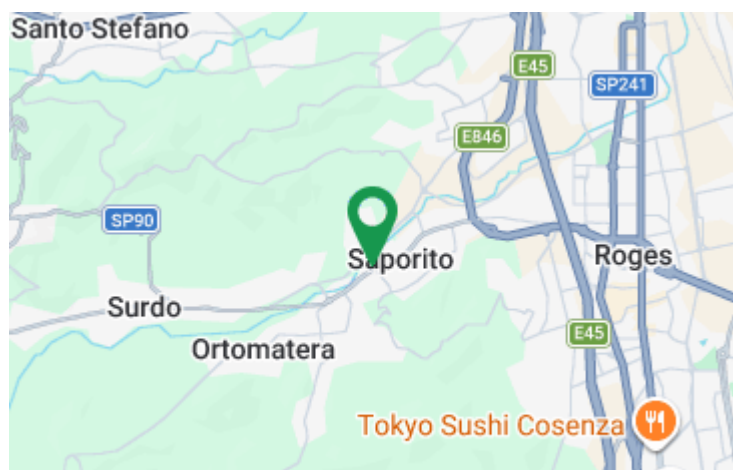 Santo Stefano
E45
SP241
E846
SP90
Saporito
Roges
Surdo
E45
Ortomatera
Tokyo Sushi Cosenza